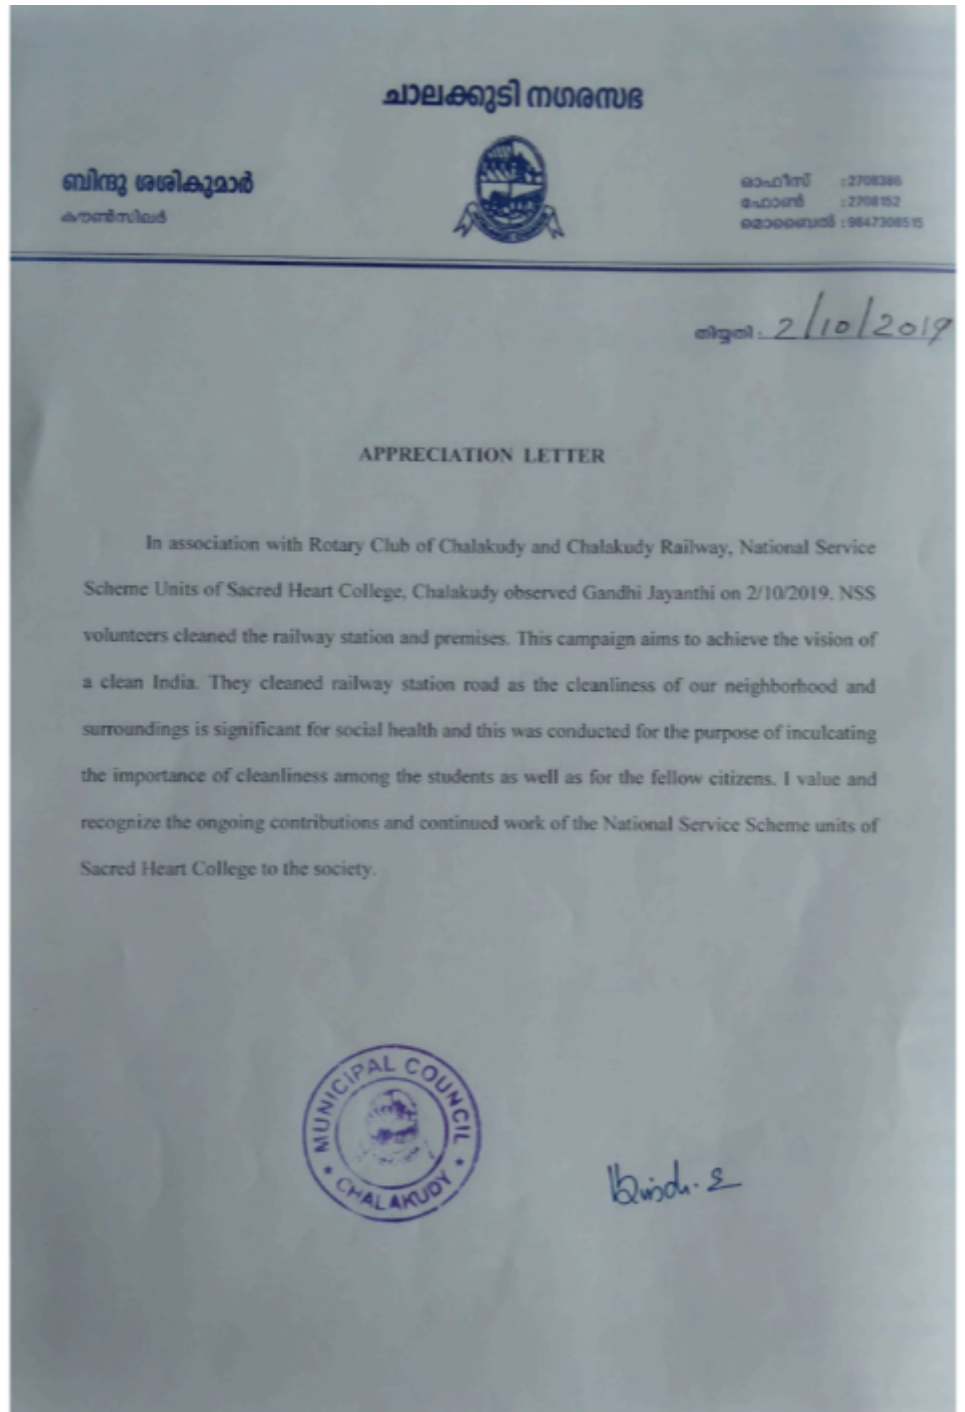 ചാലക്കുടി നഗരസഭ
ബിന്ദു ശശികുമാർ
കൗൺസിലർ
ഓഫീസ് : 2708386
ഫോൺ : 2708152
മൊബൈൽ : 9847308515
തിയ്യതി : 2/10/2019
APPRECIATION LETTER
In association with Rotary Club of Chalakudy and Chalakudy Railway, National Service
Scheme Units of Sacred Heart College, Chalakudy observed Gandhi Jayanthi on 2/10/2019. NSS
volunteers cleaned the railway station and premises. This campaign aims to achieve the vision of
a clean India. They cleaned railway station road as the cleanliness of our neighborhood and
surroundings is significant for social health and this was conducted for the purpose of inculcating
the importance of cleanliness among the students as well as for the fellow citizens. I value and
recognize the ongoing contributions and continued work of the National Service Scheme units of
Sacred Heart College to the society.
MUNICIPAL COUNCIL
CHALAKUDY